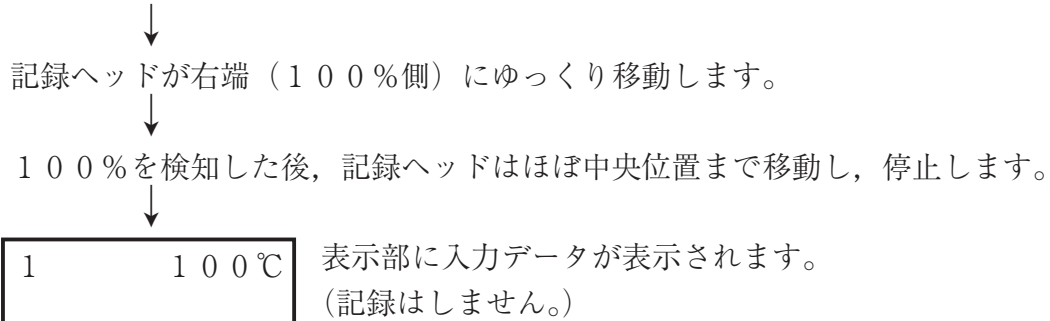 記録ヘッドが右端（１００％側）にゆっくり移動します。
１００％を検知した後，記録ヘッドはほぼ中央位置まで移動し，停止します。
１　　　１００℃　表示部に入力データが表示されます。
（記録はしません。）